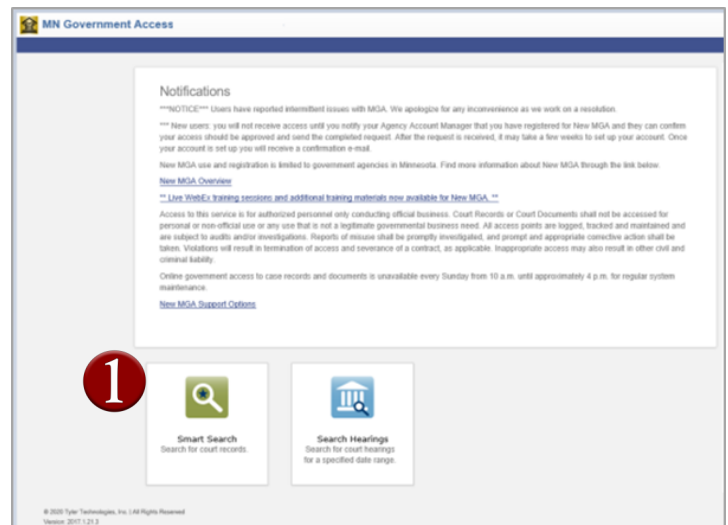 MN Government Access
Notifications
***NOTICE*** Users have reported intermittent issues with MGA. We apologize for any inconvenience as we work on a resolution.
*** New users: you will not receive access until you notify your Agency Account Manager that you have registered for New MGA and they can confirm
your access should be approved and send the completed request. After the request is received, it may take a few weeks to set up your account. Once
your account is set up you will receive a confirmation e-mail.
New MGA use and registration is limited to government agencies in Minnesota. Find more information about New MGA through the link below.
New MGA Overview
** Live WebEx training sessions and additional training materials now available for New MGA. **
Access to this service is for authorized personnel only conducting official business. Court Records or Court Documents shall not be accessed for
personal or non-official use or any use that is not a legitimate governmental business need. All access points are logged, tracked and maintained and
are subject to audits and/or investigations. Reports of misuse shall be promptly investigated, and prompt and appropriate corrective action shall be
taken. Violations will result in termination of access and severance of a contract, as applicable. Inappropriate access may also result in other civil and
criminal liability.
Online government access to case records and documents is unavailable every Sunday from 10 a.m. until approximately 4 p.m. for regular system
maintenance.
New MGA Support Options
1
Smart Search
Search for court records.
Search Hearings
Search for court hearings
for a specified date range.
© 2020 Tyler Technologies, Inc. | All Rights Reserved
Version: 2017.1.21.3